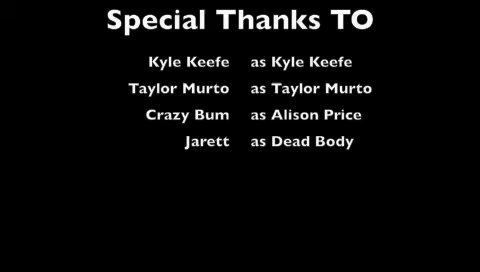 Special Thanks TO
Kyle Keefe as Kyle Keefe
Taylor Murto as Taylor Murto
Crazy Bum as Alison Price
Jarett as Dead Body